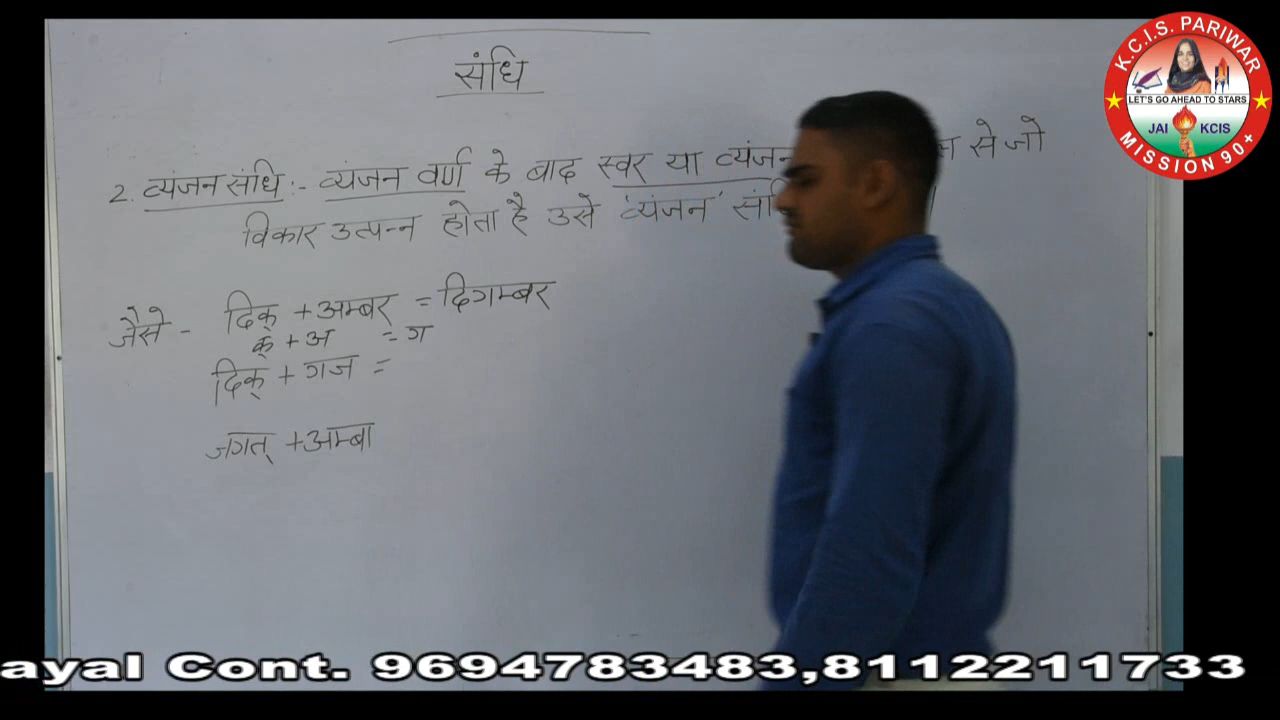 संधि
2. व्यंजन संधि :- व्यंजन वर्ण के बाद स्वर या व्यंजन से जो
विकार उत्पन्न होता है उसे 'व्यंजन' संधि
जैसे - दिक् + अम्बर = दिगम्बर
क् + अ = ग
दिक् + गज =
जगत् + अम्बा
K.C.I.S. PARIWAR
LET'S GO AHEAD TO STARS
JAI KCIS
MISSION 90+
ayal Cont. 9694783483,8112211733